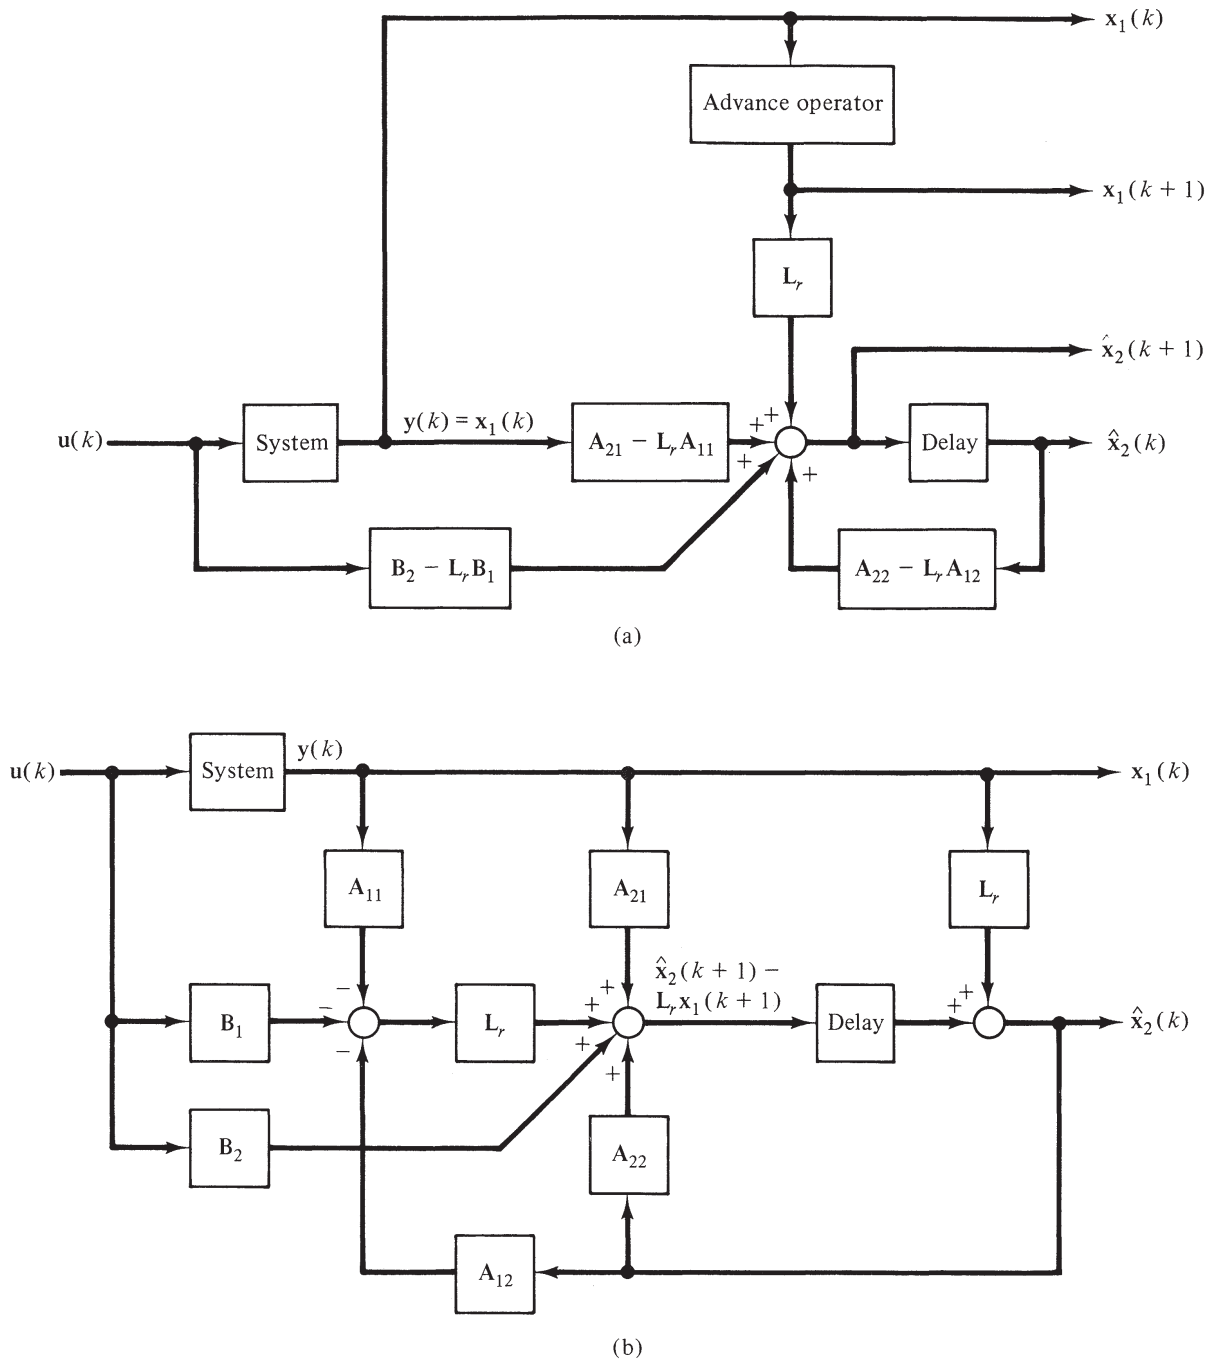 x₁(k)
Advance operator
x₁(k + 1)
Lᵣ
x̂₂(k + 1)
u(k)
System
y(k) = x₁(k)
A₂₁ − LᵣA₁₁
+ +
+
+
Delay
x̂₂(k)
B₂ − LᵣB₁
A₂₂ − LᵣA₁₂
(a)
u(k)
System
y(k)
x₁(k)
A₁₁
A₂₁
Lᵣ
x̂₂(k + 1) −
Lᵣx₁(k + 1)
B₁
− −
−
Lᵣ
+ +
+
+
Delay
+ +
x̂₂(k)
B₂
A₂₂
A₁₂
(b)